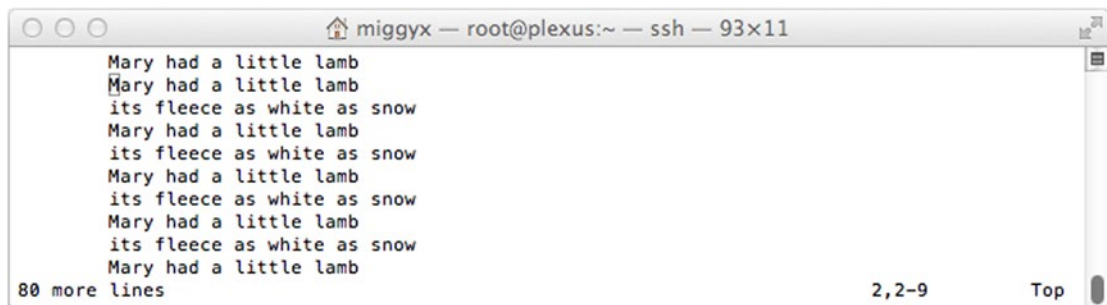 miggyx — root@plexus:~ — ssh — 93×11
Mary had a little lamb
Mary had a little lamb
its fleece as white as snow
Mary had a little lamb
its fleece as white as snow
Mary had a little lamb
its fleece as white as snow
Mary had a little lamb
its fleece as white as snow
Mary had a little lamb
80 more lines 2,2-9 Top